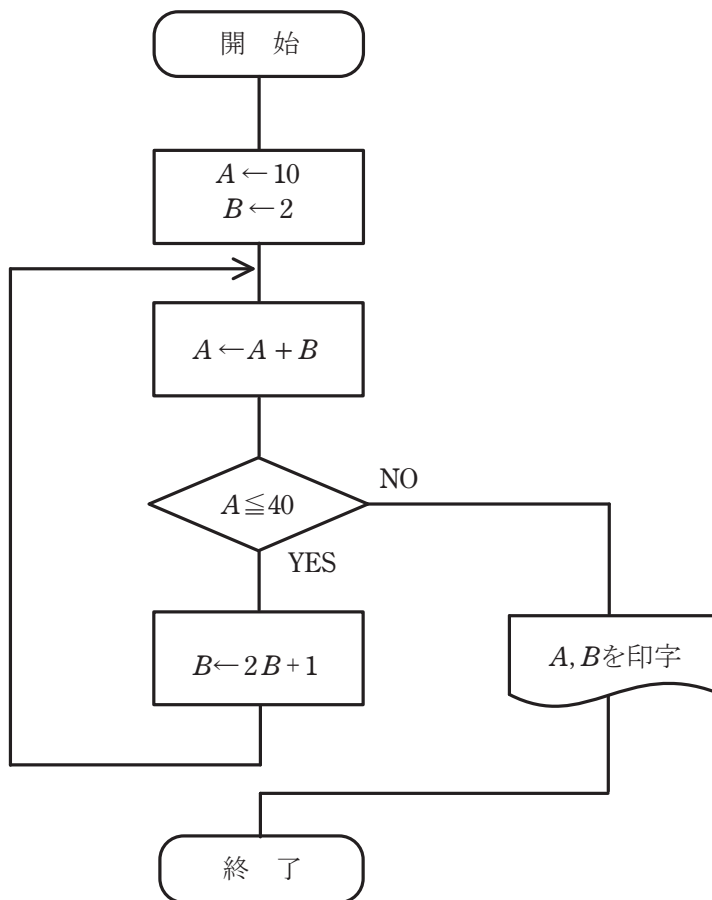 開　始
A←10
B←2
A←A+B
A≦40
NO
YES
B←2B+1
A,Bを印字
終　了